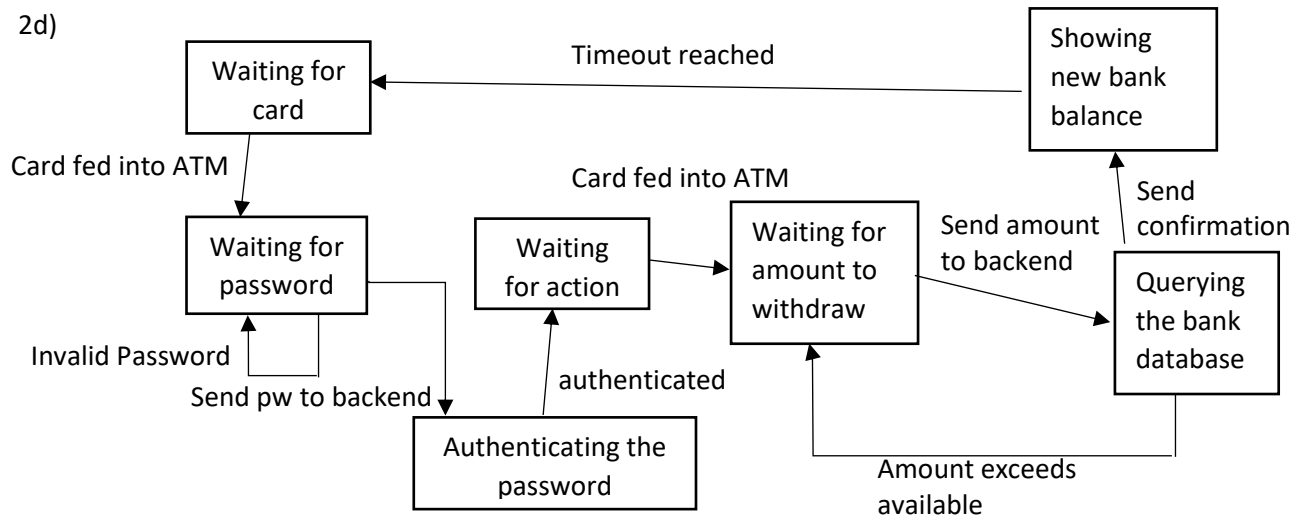 2d)
Waiting for
card
Timeout reached
Showing
new bank
balance
Card fed into ATM
Waiting for
password
Invalid Password
Send pw to backend
Authenticating the
password
authenticated
Waiting
for action
Card fed into ATM
Waiting for
amount to
withdraw
Send amount
to backend
Send
confirmation
Querying
the bank
database
Amount exceeds
available